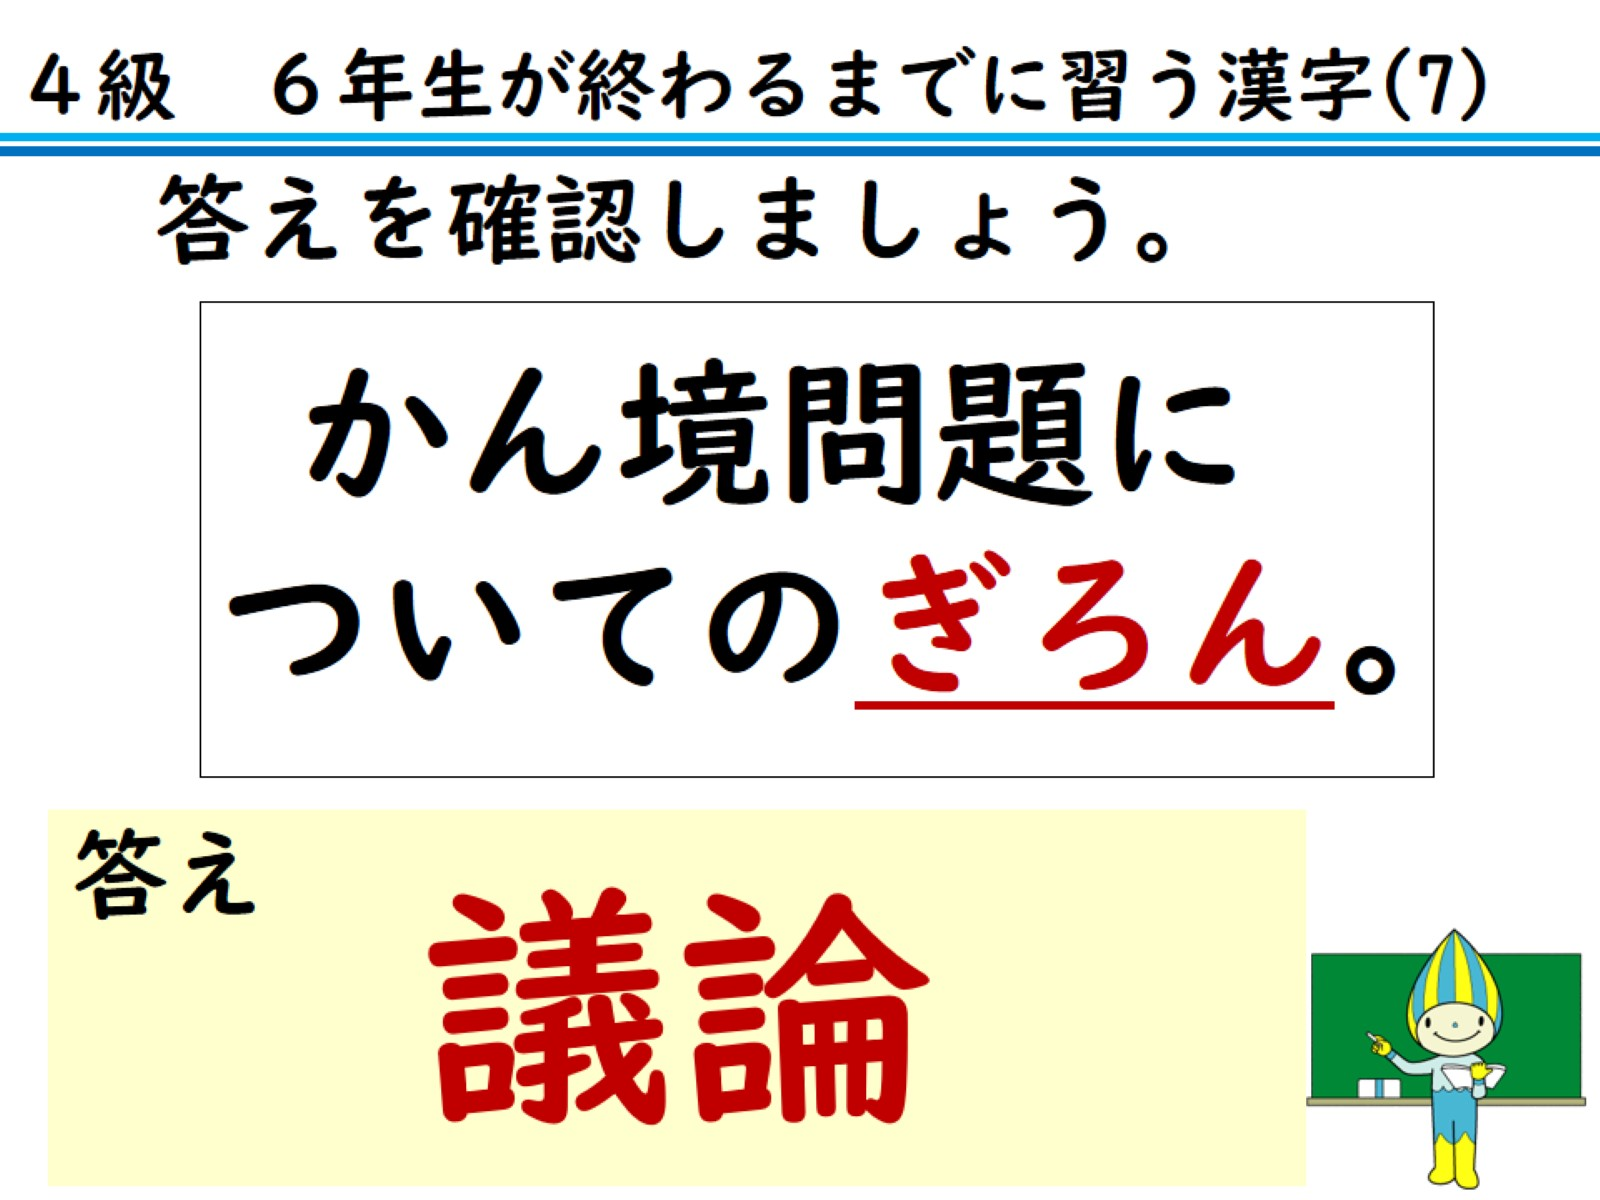 ４級　６年生が終わるまでに習う漢字(7)
答えを確認しましょう。
かん境問題に
ついてのぎろん。
答え
議論